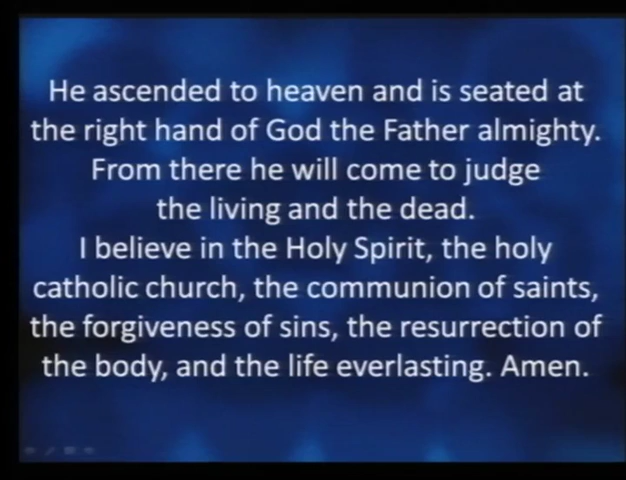 He ascended to heaven and is seated at
the right hand of God the Father almighty.
From there he will come to judge
the living and the dead.
I believe in the Holy Spirit, the holy
catholic church, the communion of saints,
the forgiveness of sins, the resurrection of
the body, and the life everlasting. Amen.